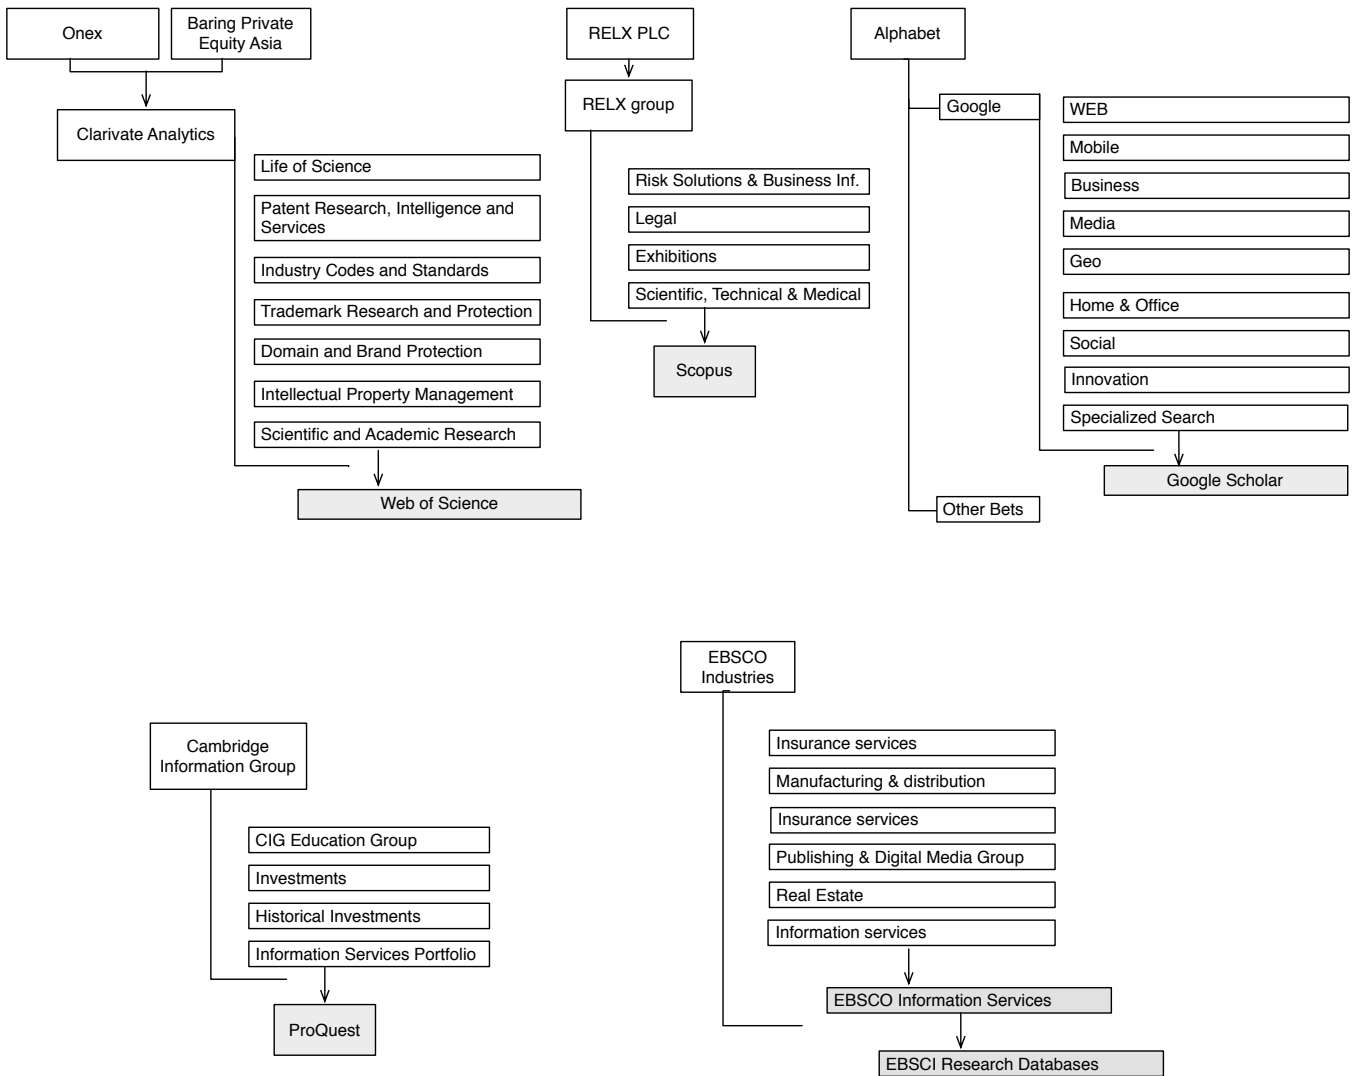 Onex
Baring Private
Equity Asia
Clarivate Analytics
Life of Science
Patent Research, Intelligence and
Services
Industry Codes and Standards
Trademark Research and Protection
Domain and Brand Protection
Intellectual Property Management
Scientific and Academic Research
Web of Science
RELX PLC
RELX group
Risk Solutions & Business Inf.
Legal
Exhibitions
Scientific, Technical & Medical
Scopus
Alphabet
Google
WEB
Mobile
Business
Media
Geo
Home & Office
Social
Innovation
Specialized Search
Google Scholar
Other Bets
Cambridge
Information Group
CIG Education Group
Investments
Historical Investments
Information Services Portfolio
ProQuest
EBSCO
Industries
Insurance services
Manufacturing & distribution
Insurance services
Publishing & Digital Media Group
Real Estate
Information services
EBSCO Information Services
EBSCI Research Databases